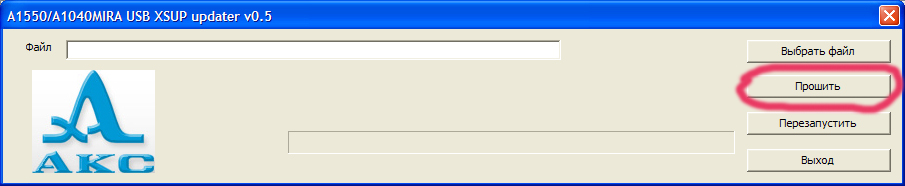 A1550/A1040MIRA USB XSUP updater v0.5
Файл
Выбрать файл
Прошить
Перезапустить
Выход
АКС